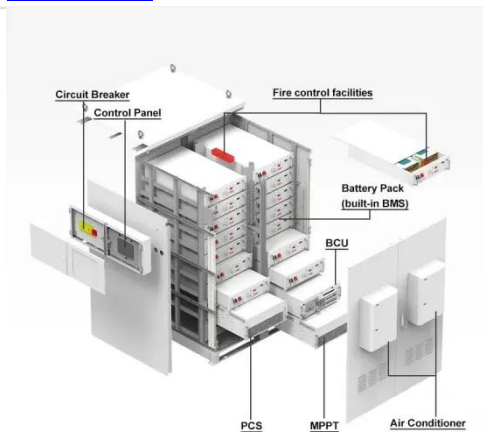 Circuit Breaker
Fire control facilities
Control Panel
Battery Pack
(built-in BMS)
BCU
PCS
MPPT
Air Conditioner